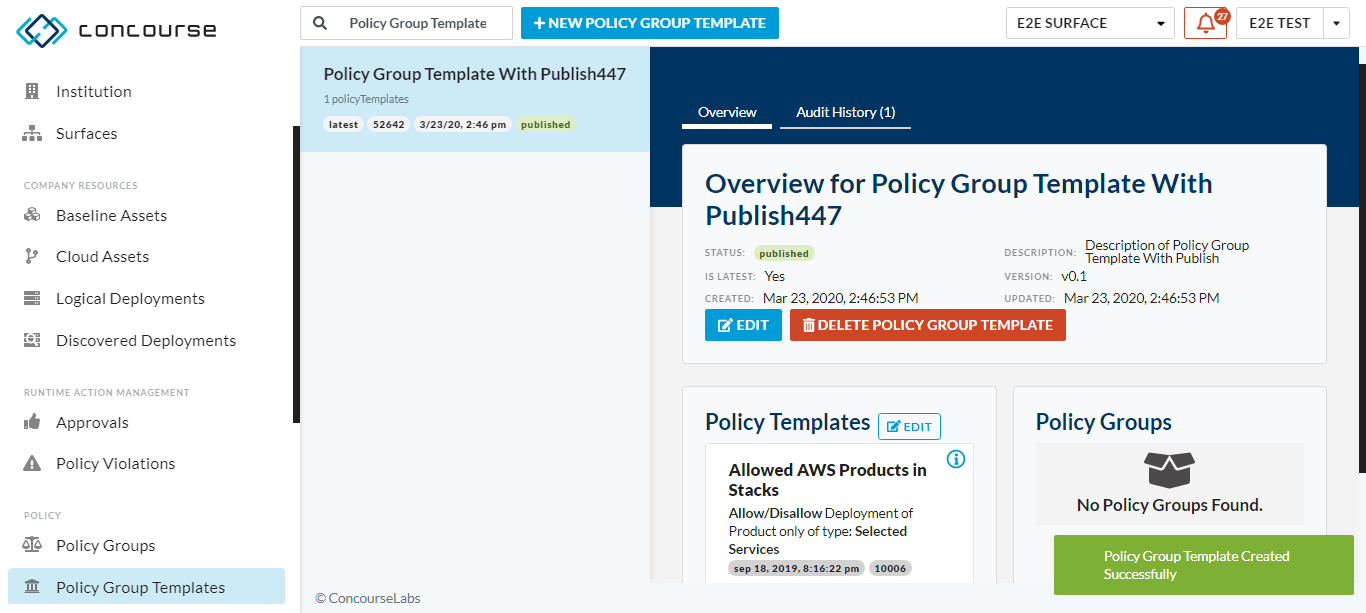 concourse
Policy Group Template
+ NEW POLICY GROUP TEMPLATE
E2E SURFACE
27
E2E TEST
Institution
Surfaces
COMPANY RESOURCES
Baseline Assets
Cloud Assets
Logical Deployments
Discovered Deployments
RUNTIME ACTION MANAGEMENT
Approvals
Policy Violations
POLICY
Policy Groups
Policy Group Templates
Policy Group Template With Publish447
1 policyTemplates
latest 52642 3/23/20, 2:46 pm published
Overview Audit History (1)
Overview for Policy Group Template With
Publish447
STATUS: published
DESCRIPTION: Description of Policy Group
Template With Publish
IS LATEST: Yes
VERSION: v0.1
CREATED: Mar 23, 2020, 2:46:53 PM
UPDATED: Mar 23, 2020, 2:46:53 PM
EDIT DELETE POLICY GROUP TEMPLATE
Policy Templates EDIT
Allowed AWS Products in
Stacks
Allow/Disallow Deployment of
Product only of type: Selected
Services
sep 18, 2019, 8:16:22 pm 10006
Policy Groups
No Policy Groups Found.
Policy Group Template Created
Successfully
© ConcourseLabs